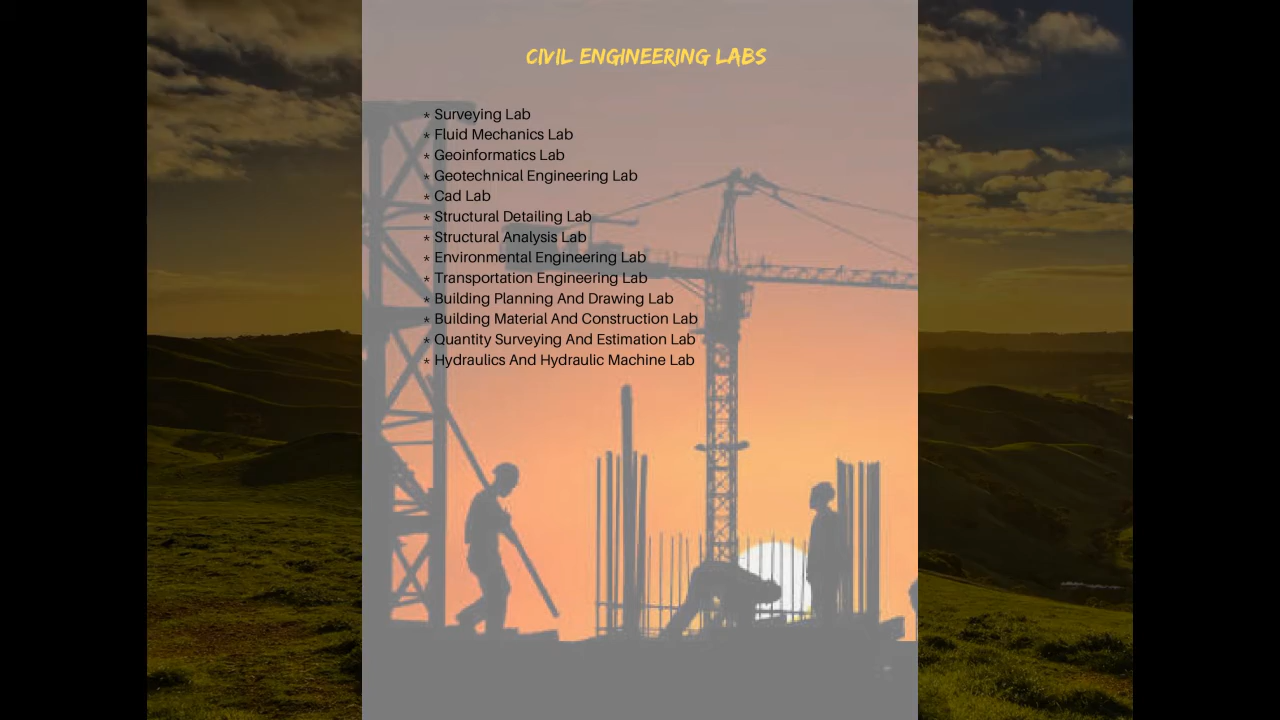 CIVIL ENGINEERING LABS
* Surveying Lab
* Fluid Mechanics Lab
* Geoinformatics Lab
* Geotechnical Engineering Lab
* Cad Lab
* Structural Detailing Lab
* Structural Analysis Lab
* Environmental Engineering Lab
* Transportation Engineering Lab
* Building Planning And Drawing Lab
* Building Material And Construction Lab
* Quantity Surveying And Estimation Lab
* Hydraulics And Hydraulic Machine Lab